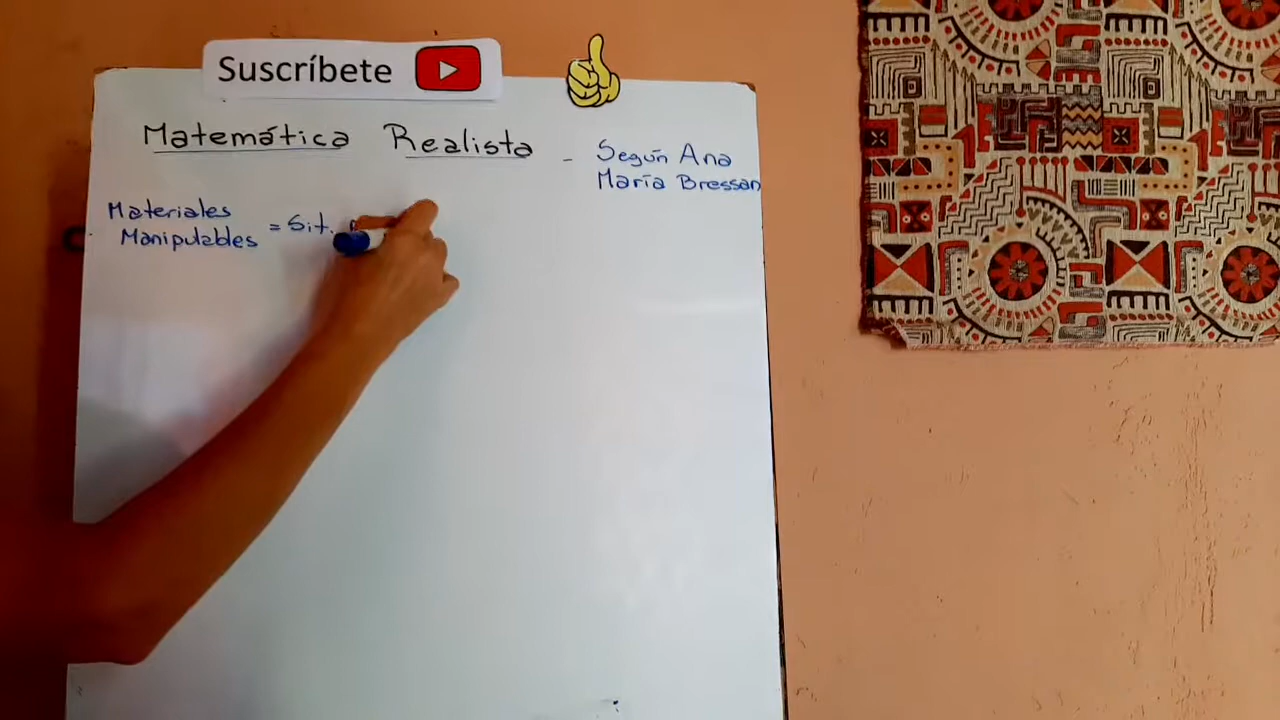 Suscríbete
Matemática Realista - Según Ana
María Bressan
Materiales
Manipulables = Sit.